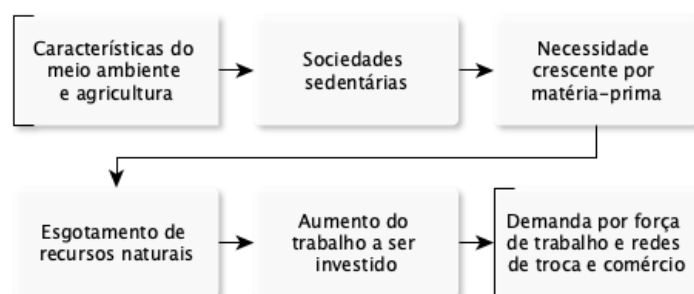 Características do
meio ambiente
e agricultura
Sociedades
sedentárias
Necessidade
crescente por
matéria-prima
Esgotamento de
recursos naturais
Aumento do
trabalho a ser
investido
Demanda por força
de trabalho e redes
de troca e comércio